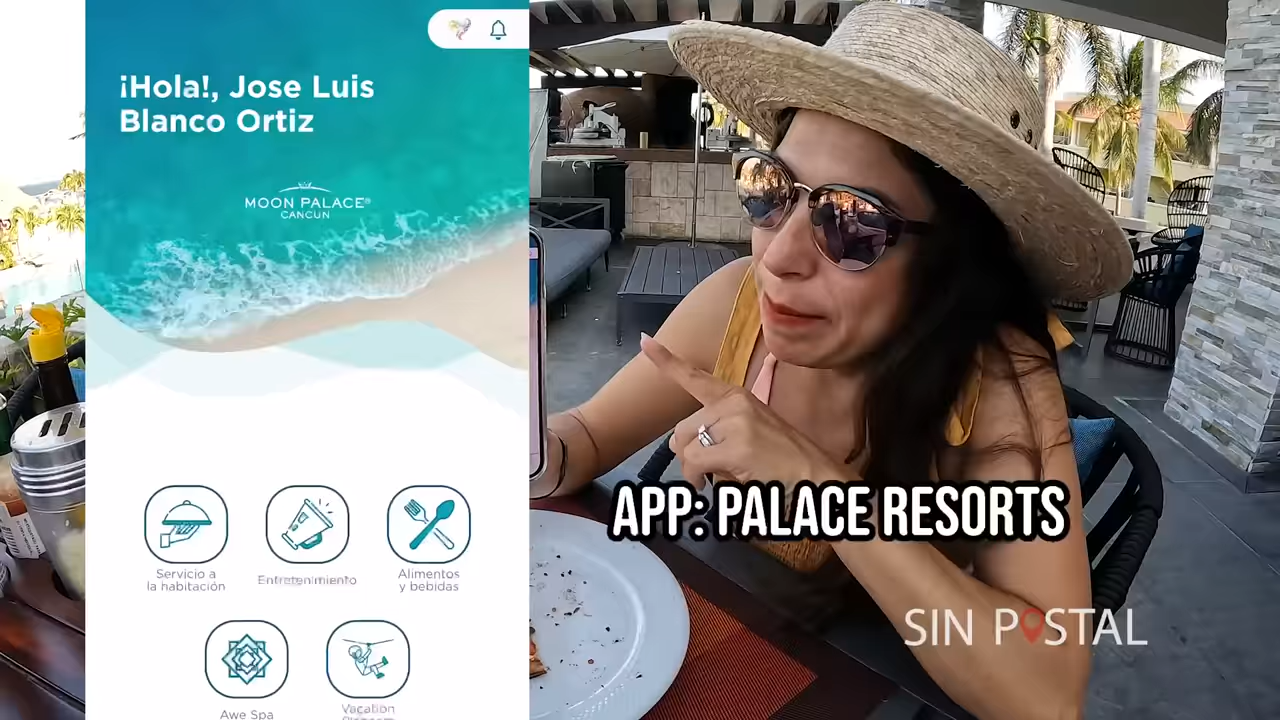 ¡Hola!, Jose Luis
Blanco Ortiz
MOON PALACE®
CANCUN
Servicio a
la habitación
Entretenimiento
Alimentos
y bebidas
Awe Spa
Vacation
APP: PALACE RESORTS
SIN POSTAL